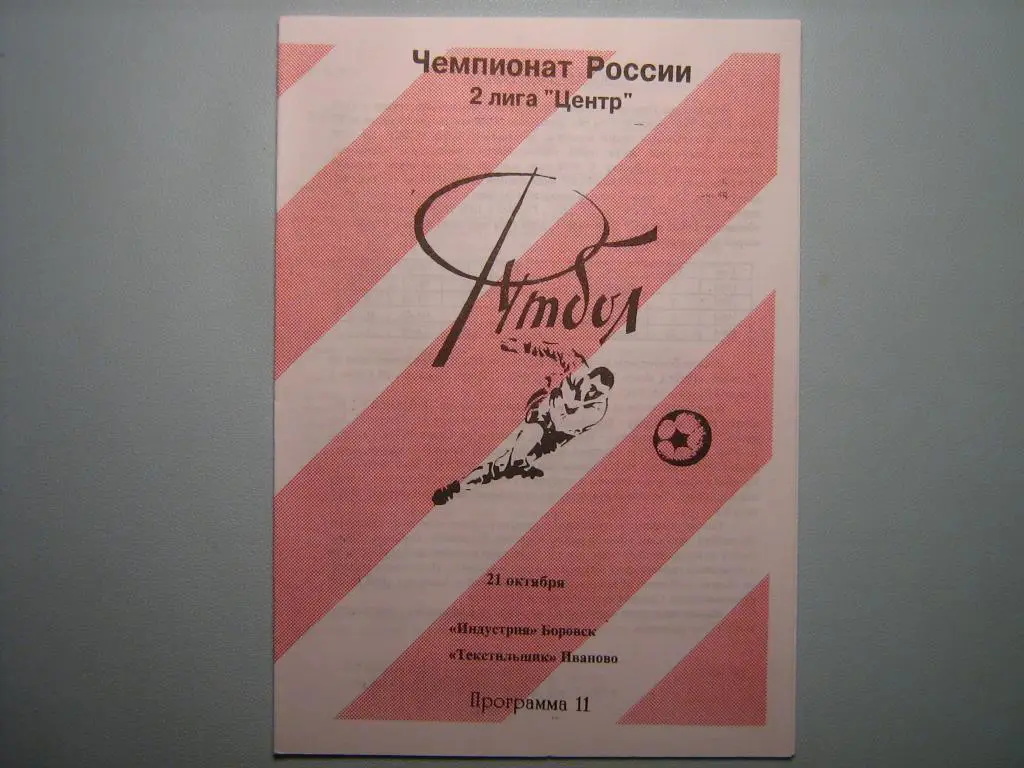 Чемпионат России
2 лига "Центр"
Футбол
21 октября
«Индустрия» Боровск
«Текстильщик» Иваново
Программа 11